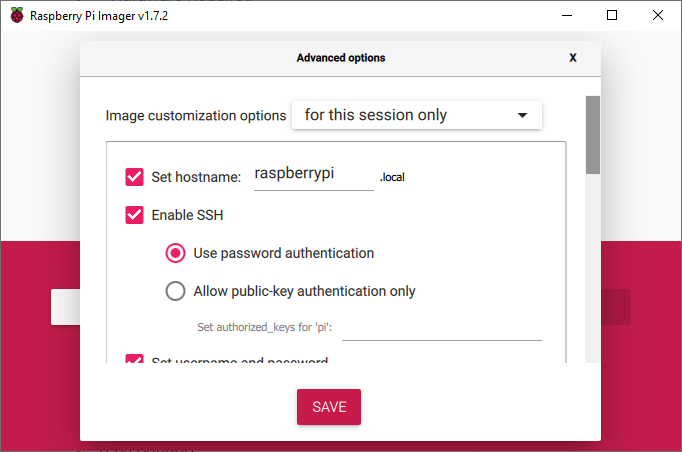 Raspberry Pi Imager v1.7.2
Advanced options
X
Image customization options for this session only
Set hostname: raspberrypi .local
Enable SSH
Use password authentication
Allow public-key authentication only
Set authorized_keys for 'pi':
Set username and password
SAVE